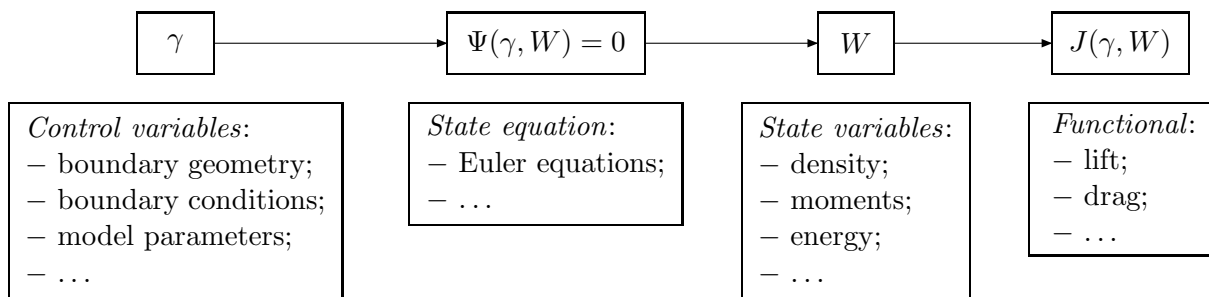 γ
Ψ(γ, W) = 0
W
J(γ, W)
Control variables:
– boundary geometry;
– boundary conditions;
– model parameters;
– . . .
State equation:
– Euler equations;
– . . .
State variables:
– density;
– moments;
– energy;
– . . .
Functional:
– lift;
– drag;
– . . .